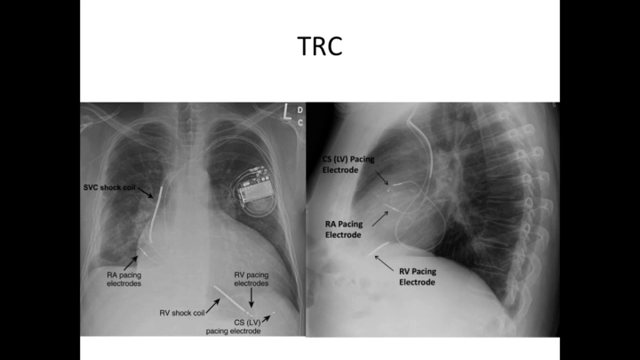 TRC
L D
C
SVC shock coil
RA pacing
electrodes
RV pacing
electrodes
RV shock coil
CS (LV)
pacing electrode
CS (LV) Pacing
Electrode
RA Pacing
Electrode
RV Pacing
Electrode